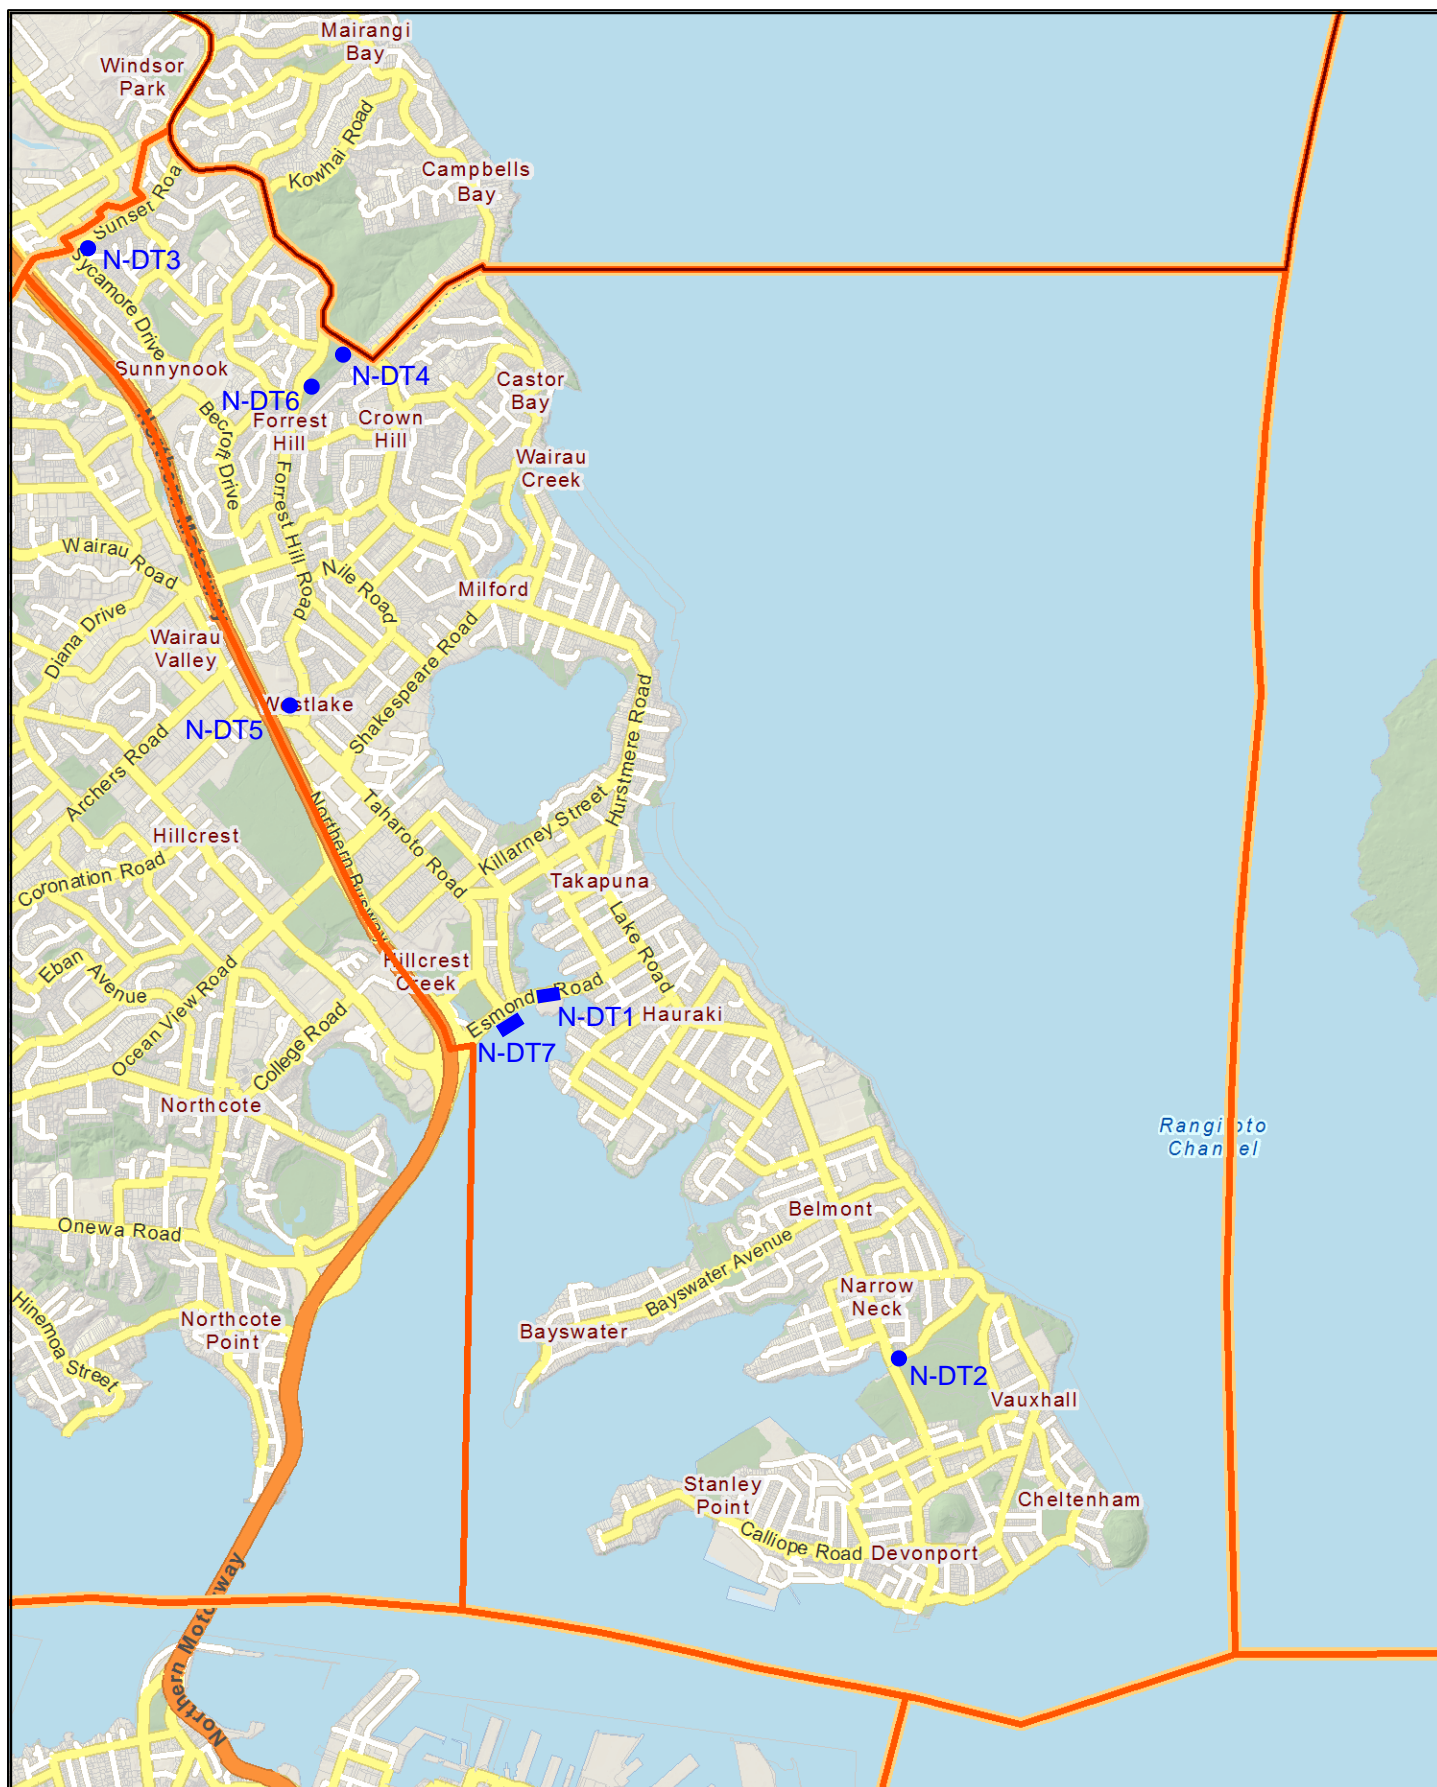 Mairangi
Bay
Windsor
Park
Kowhai Road
Campbells
Bay
Sunset Roa
N-DT3
Sycamore Drive
Sunnynook
N-DT4
N-DT6
Castor
Bay
Forrest
Hill
Crown
Hill
Becroft Drive
Northern Motorway
Wairau
Creek
Forrest Hill Road
Wairau Road
Nile Road
Milford
Diana Drive
Wairau
Valley
Shakespeare Road
Hurstmere Road
Westlake
N-DT5
Archers Road
Northern Busway
Taharoto Road
Killarney Street
Hillcrest
Coronation Road
Takapuna
Lake Road
Eban Avenue
Hillcrest
Creek
Ocean View Road
Esmonde Road
N-DT1
Hauraki
College Road
N-DT7
Northcote
Rangitoto
Channel
Onewa Road
Belmont
Bayswater Avenue
Narrow
Neck
Hinemoa Street
Northcote
Point
Bayswater
N-DT2
Vauxhall
Stanley
Point
Cheltenham
Calliope Road
Devonport
Northern Motorway
Northern